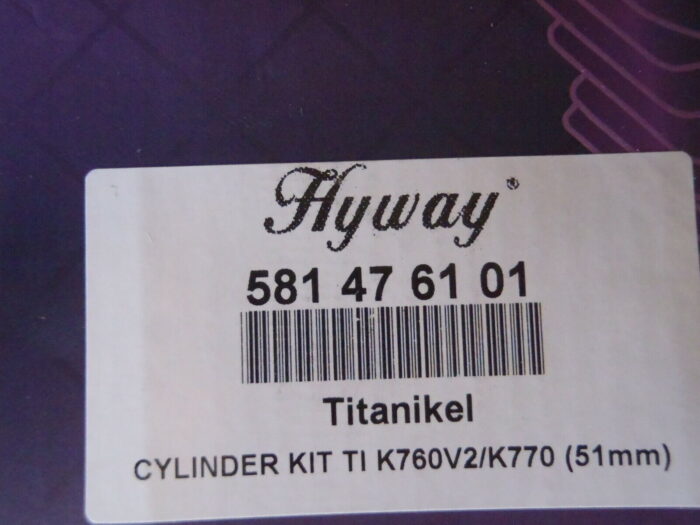 Hyway®
581 47 61 01
Titanikel
CYLINDER KIT TI K760V2/K770 (51mm)